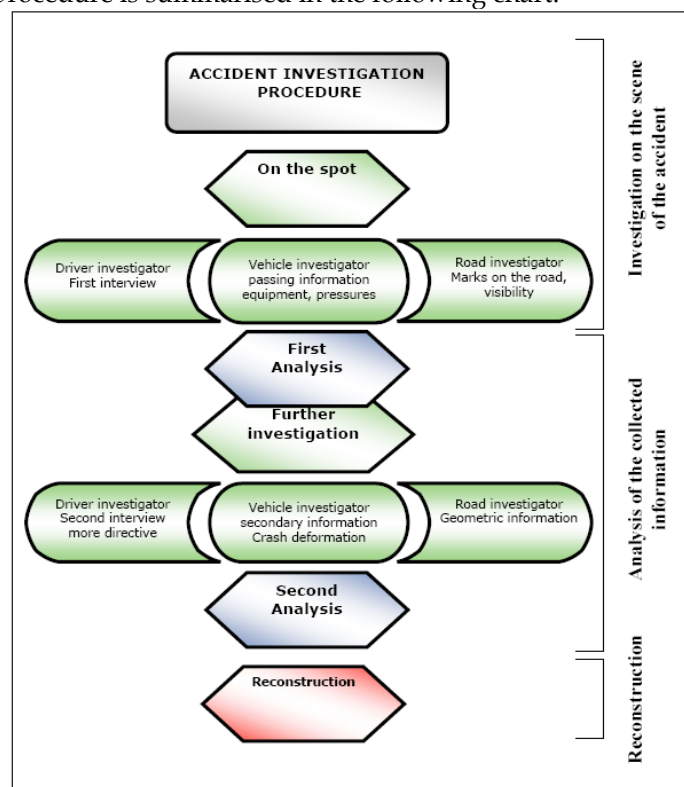 rocedure is summarised in the following chart:
ACCIDENT INVESTIGATION
PROCEDURE
On the spot
Driver investigator
First interview
Vehicle investigator
passing information
equipment, pressures
Road investigator
Marks on the road,
visibility
Investigation on the scene
of the accident
First
Analysis
Further
investigation
Driver investigator
Second interview
more directive
Vehicle investigator
secondary information
Crash deformation
Road investigator
Geometric information
Second
Analysis
Analysis of the collected
information
Reconstruction
Reconstruction